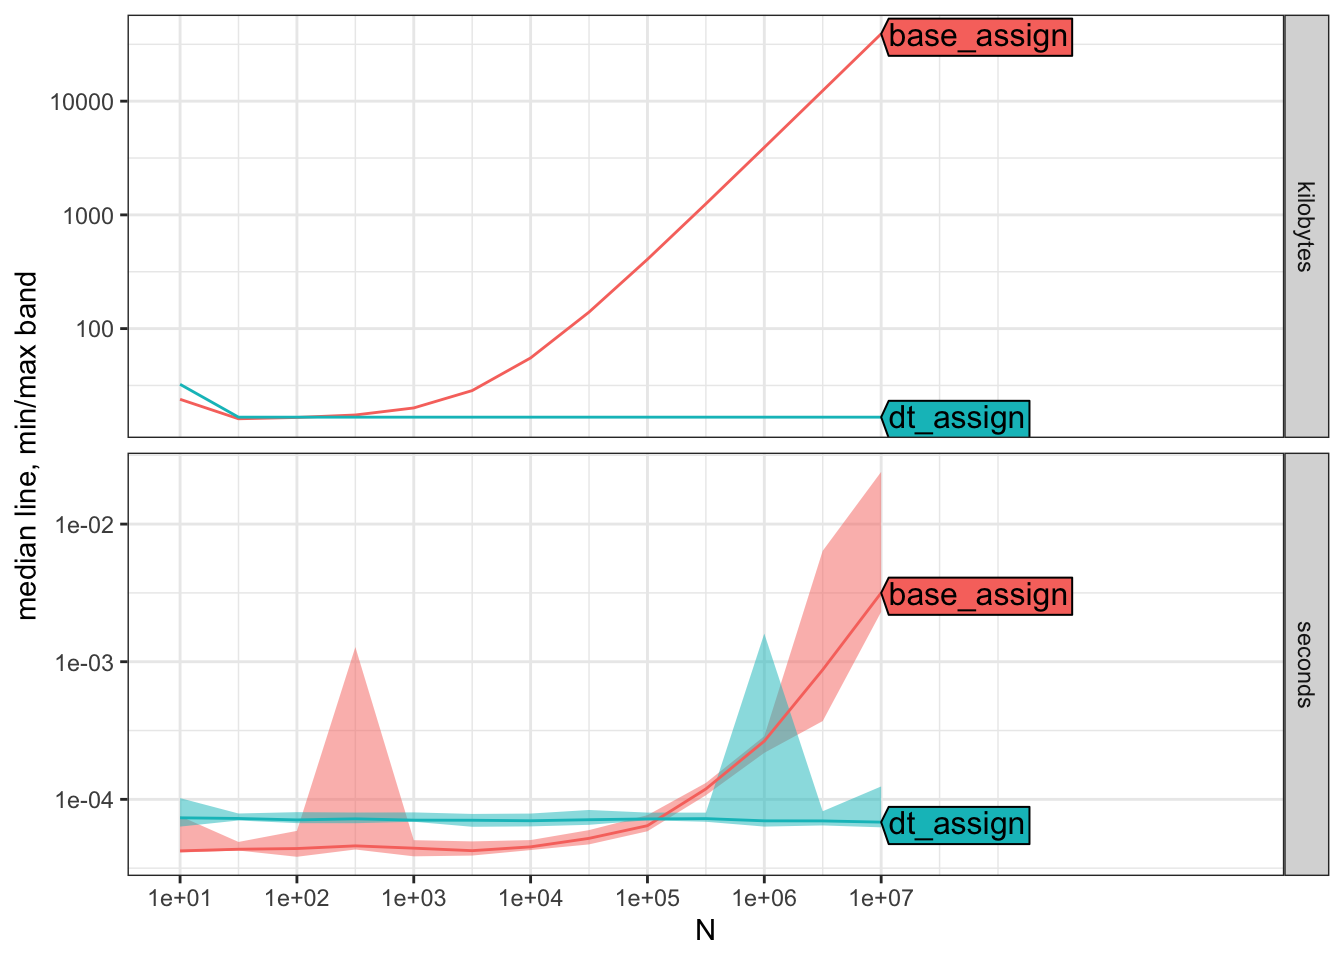 base_assign
10000
1000
100
dt_assign
kilobytes
median line, min/max band
1e-02
base_assign
1e-03
1e-04
dt_assign
seconds
1e+01 1e+02 1e+03 1e+04 1e+05 1e+06 1e+07
N